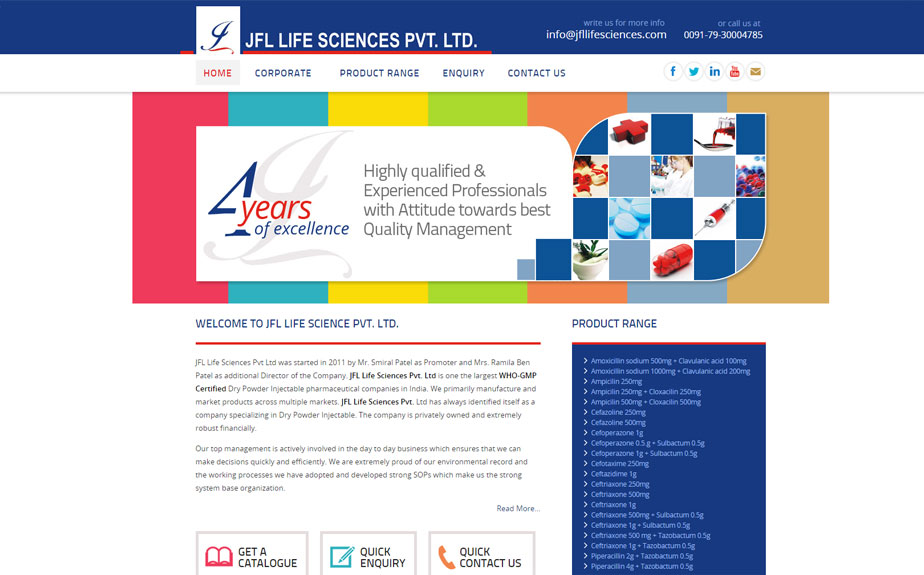 write us for more info
or call us at
JFL LIFE SCIENCES PVT. LTD.
info@jfllifesciences.com
0091-79-30004785
HOME
CORPORATE
PRODUCT RANGE
ENQUIRY
CONTACT US
You Tube
4 years
of excellence
Highly qualified &
Experienced Professionals
with Attitude towards best
Quality Management
WELCOME TO JFL LIFE SCIENCE PVT. LTD.
JFL Life Sciences Pvt Ltd was started in 2011 by Mr. Smiral Patel as Promoter and Mrs. Ramila Ben
Patel as additional Director of the Company. JFL Life Sciences Pvt. Ltd is one the largest WHO-GMP
Certified Dry Powder Injectable pharmaceutical companies in India. We primarily manufacture and
market products across multiple markets. JFL Life Sciences Pvt. Ltd has always identified itself as a
company specializing in Dry Powder Injectable. The company is privately owned and extremely
robust financially.
Our top management is actively involved in the day to day business which ensures that we can
make decisions quickly and efficiently. We are extremely proud of our environmental record and
the working processes we have adopted and developed strong SOPs which make us the strong
system base organization.
Read More...
GET A
CATALOGUE
QUICK
ENQUIRY
QUICK
CONTACT US
PRODUCT RANGE
Amoxicillin sodium 500mg + Clavulanic acid 100mg
Amoxicillin sodium 1000mg + Clavulanic acid 200mg
Ampicilin 250mg
Ampicilin 250mg + Cloxacilin 250mg
Ampicilin 500mg + Cloxacilin 500mg
Cefazoline 250mg
Cefazoline 500mg
Cefoperazone 1g
Cefoperazone 0.5 g + Sulbactum 0.5g
Cefoperazone 1g + Sulbactum 0.5g
Cefotaxime 250mg
Ceftazidime 1g
Ceftriaxone 250mg
Ceftriaxone 500mg
Ceftriaxone 1g
Ceftriaxone 500mg + Sulbactam 0.5g
Ceftriaxone 1g + Sulbactum 0.5g
Ceftriaxone 500 mg + Tazobactum 0.5g
Ceftriaxone 1g + Tazobactom 0.5g
Piperacillin 2g + Tazobactom 0.5g
Piperacillin 4g + Tazobactom 0.5g